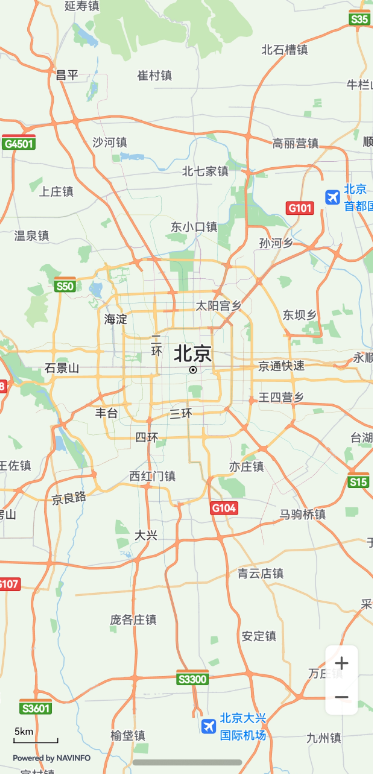 延寿镇
S35
北石槽镇
昌平
崔村镇
牛栏山
G4501
沙河镇
高丽营镇
顺
北七家镇
上庄镇
北京
首都国
G101
东小口镇
温泉镇
孙河乡
S50
太阳宫乡
海淀
东坝乡
二环
北京
永顺
石景山
京通快速
8
王四营乡
丰台
三环
四环
台湖
王佐镇
亦庄镇
西红门镇
S15
京良路
房山
G104
马驹桥镇
大兴
于
青云店镇
G107
采
庞各庄镇
安定镇
万庄镇
+
S3300
−
S3601
北京大兴
国际机场
5km
榆垡镇
九州镇
Powered by NAVINFO